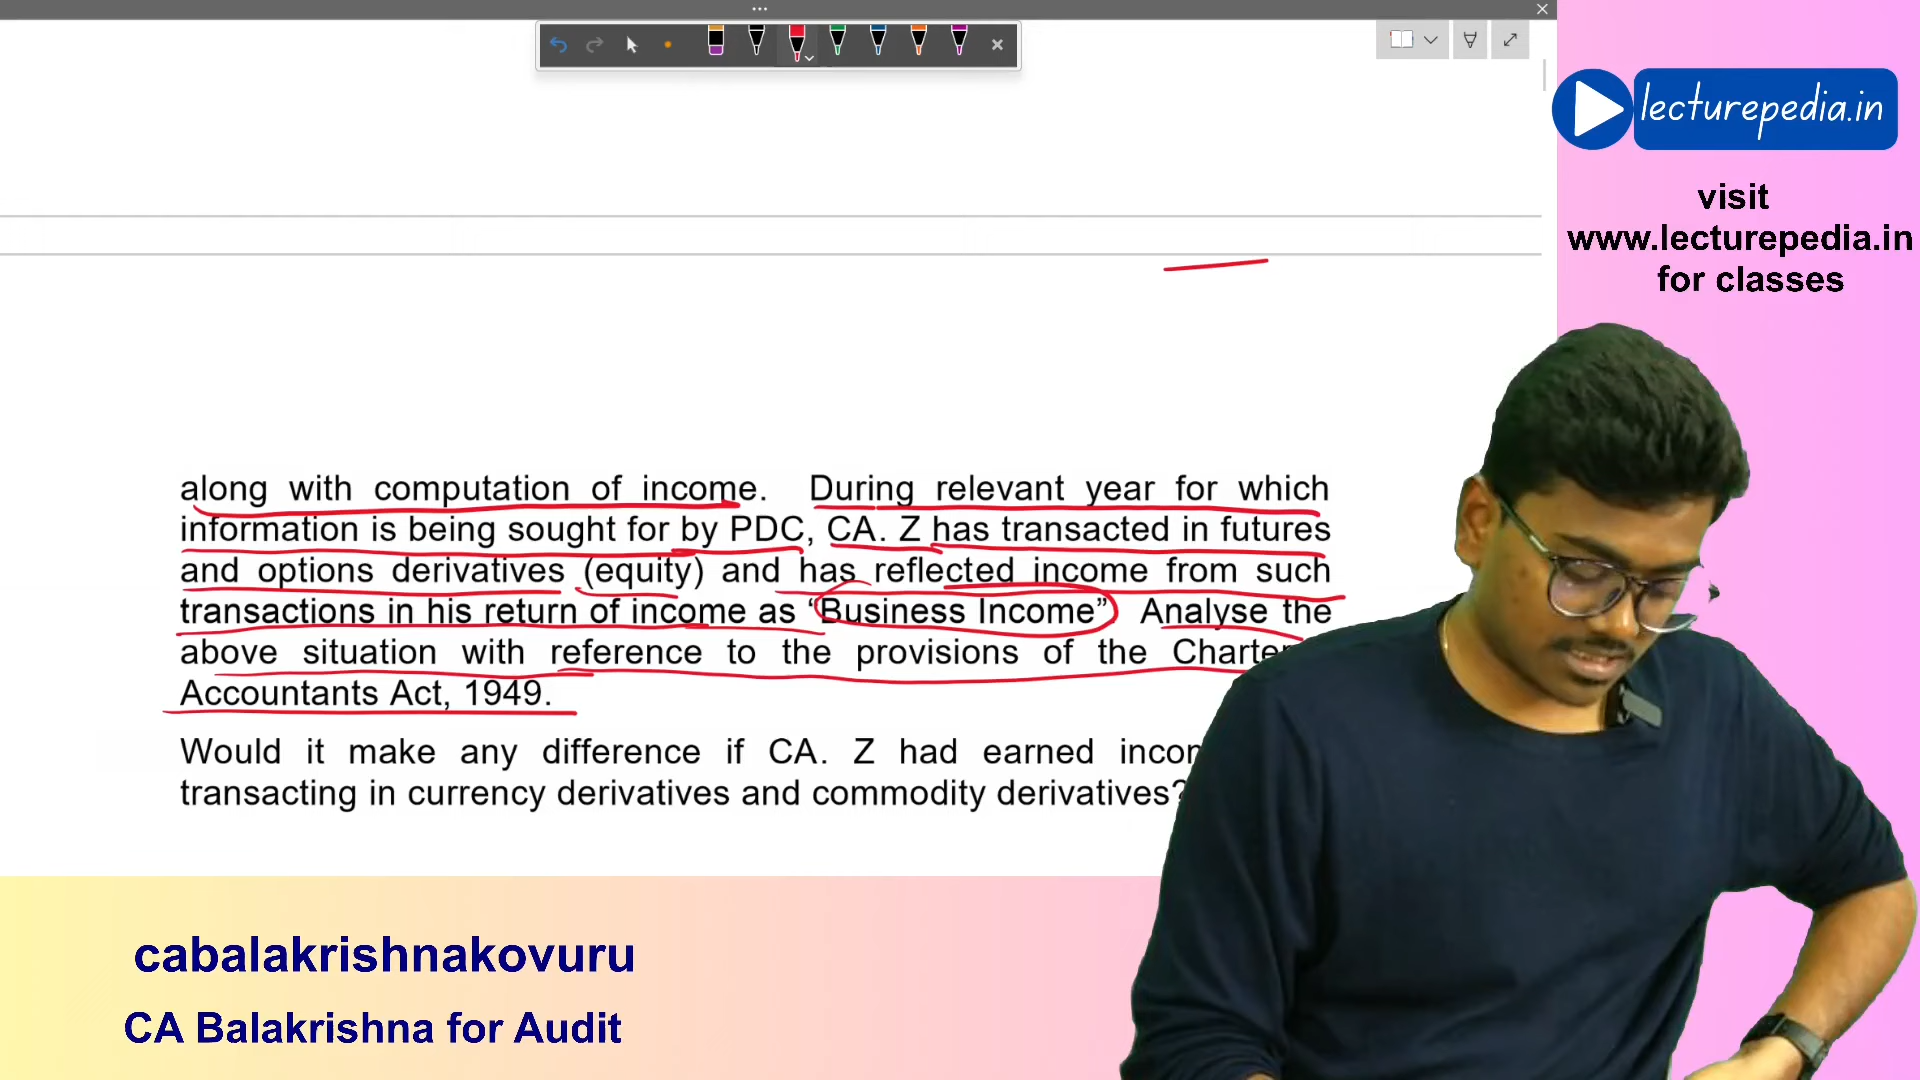 lecturepedia.in
visit
www.lecturepedia.in
for classes
along with computation of income. During relevant year for which
information is being sought for by PDC, CA. Z has transacted in futures
and options derivatives (equity) and has reflected income from such
transactions in his return of income as “Business Income” Analyse the
above situation with reference to the provisions of the
Accountants Act, 1949.
Would it make any difference if CA. Z had earned
transacting in currency derivatives and commodity derivatives?
cabalakrishnakovuru
CA Balakrishna for Audit